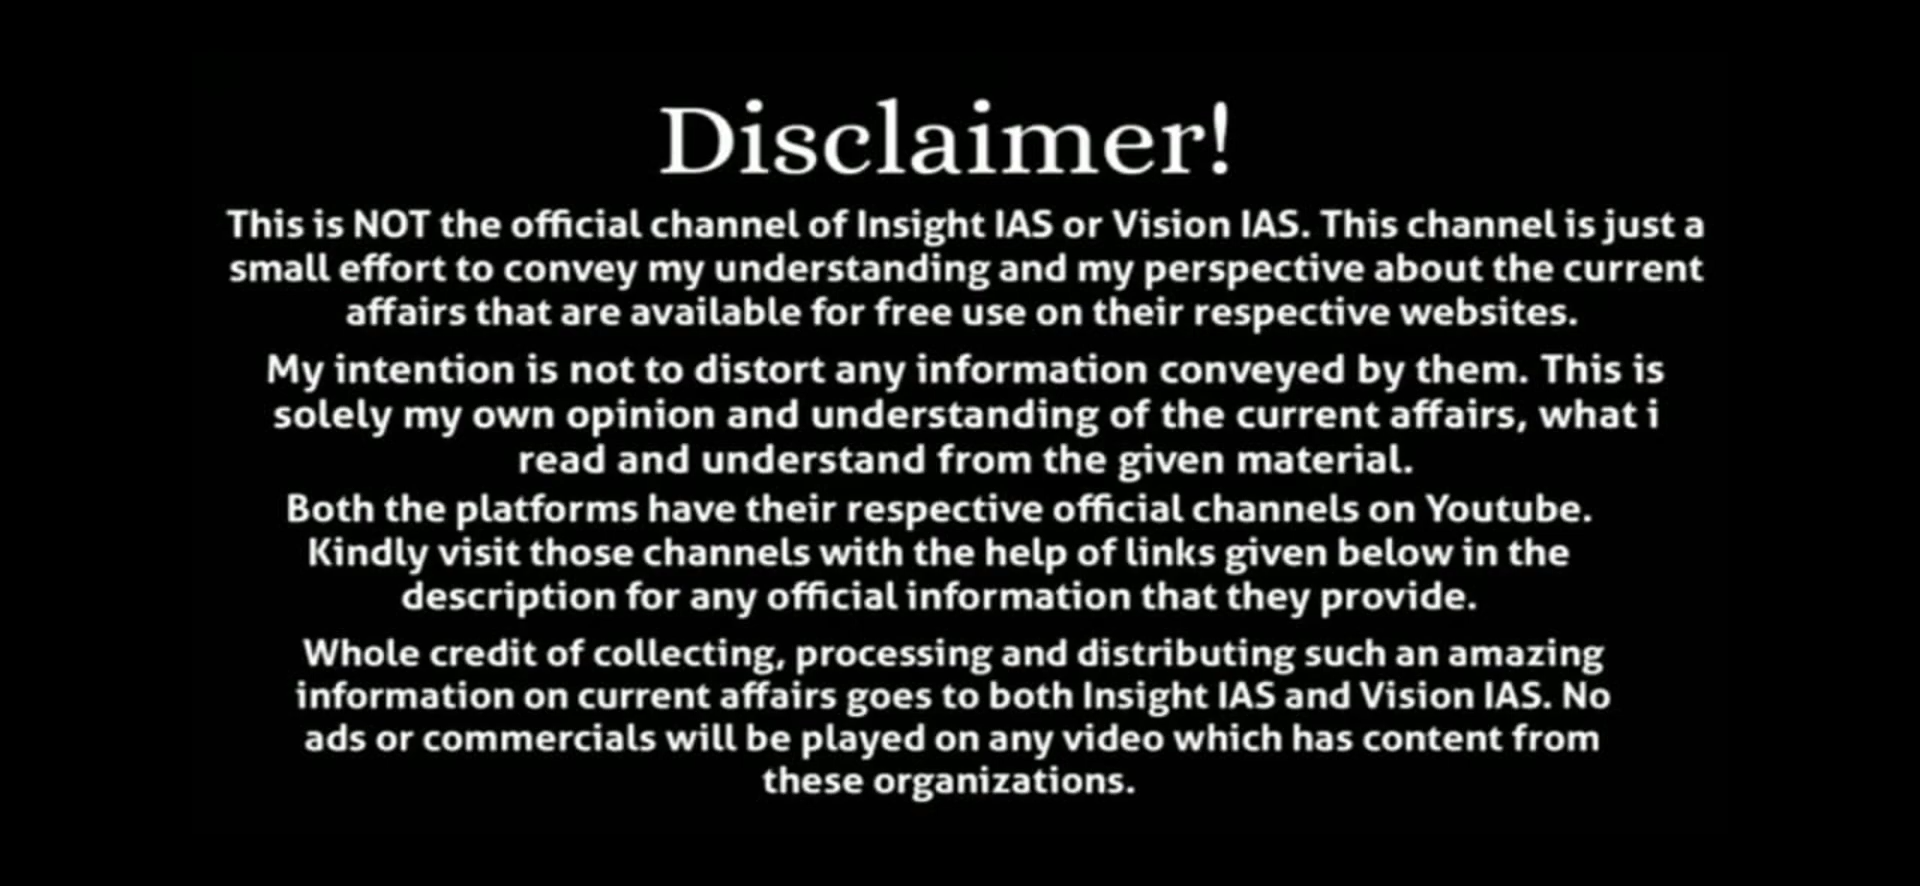 Disclaimer!
This is NOT the official channel of Insight IAS or Vision IAS. This channel is just a
small effort to convey my understanding and my perspective about the current
affairs that are available for free use on their respective websites.
My intention is not to distort any information conveyed by them. This is
solely my own opinion and understanding of the current affairs, what i
read and understand from the given material.
Both the platforms have their respective official channels on Youtube.
Kindly visit those channels with the help of links given below in the
description for any official information that they provide.
Whole credit of collecting, processing and distributing such an amazing
information on current affairs goes to both Insight IAS and Vision IAS. No
ads or commercials will be played on any video which has content from
these organizations.